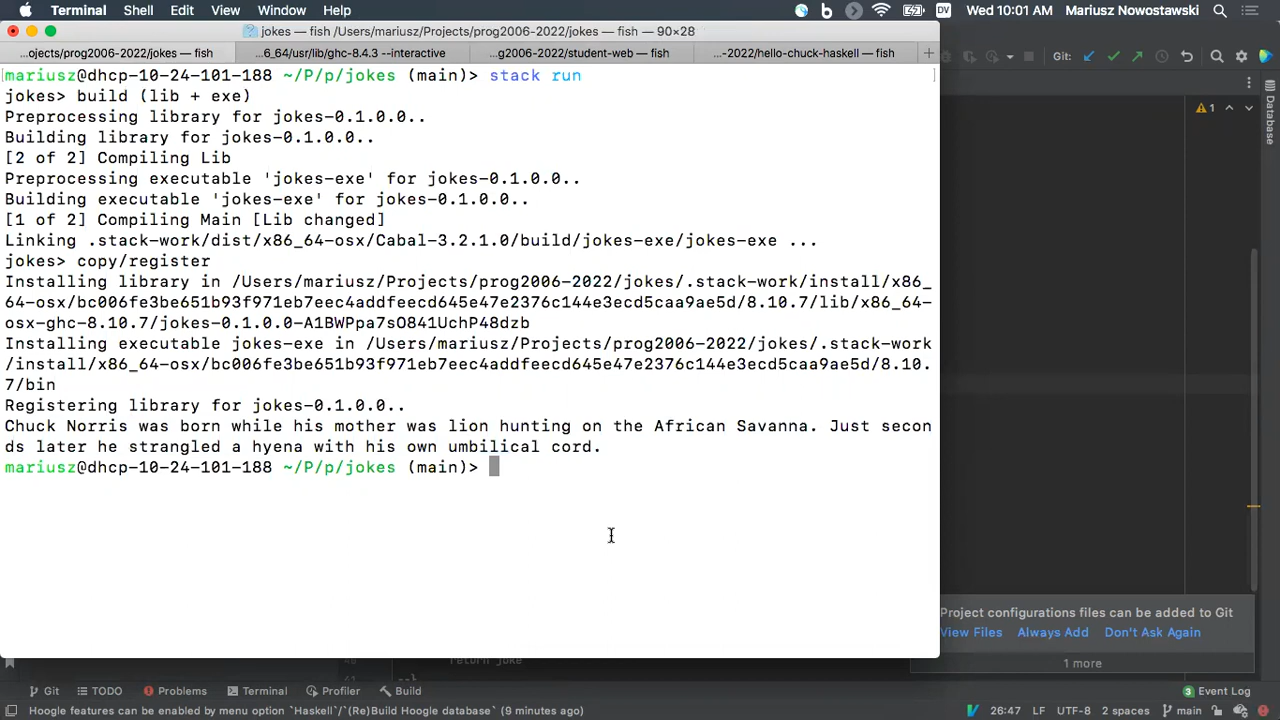 Terminal Shell Edit View Window Help DV Wed 10:01 AM Mariusz Nowostawski
jokes — fish /Users/mariusz/Projects/prog2006-2022/jokes — fish — 90×28
...ojects/prog2006-2022/jokes — fish ...6_64/usr/lib/ghc-8.4.3 --interactive ...g2006-2022/student-web — fish ...-2022/hello-chuck-haskell — fish +
Git:
mariusz@dhcp-10-24-101-188 ~/P/p/jokes (main)> stack run
jokes> build (lib + exe)
Preprocessing library for jokes-0.1.0.0..
Building library for jokes-0.1.0.0..
[2 of 2] Compiling Lib
Preprocessing executable 'jokes-exe' for jokes-0.1.0.0..
Building executable 'jokes-exe' for jokes-0.1.0.0..
[1 of 2] Compiling Main [Lib changed]
Linking .stack-work/dist/x86_64-osx/Cabal-3.2.1.0/build/jokes-exe/jokes-exe ...
jokes> copy/register
Installing library in /Users/mariusz/Projects/prog2006-2022/jokes/.stack-work/install/x86_
64-osx/bc006fe3be651b93f971eb7eec4addfeecd645e47e2376c144e3ecd5caa9ae5d/8.10.7/lib/x86_64-
osx-ghc-8.10.7/jokes-0.1.0.0-A1BWPpa7sO841UchP48dzb
Installing executable jokes-exe in /Users/mariusz/Projects/prog2006-2022/jokes/.stack-work
/install/x86_64-osx/bc006fe3be651b93f971eb7eec4addfeecd645e47e2376c144e3ecd5caa9ae5d/8.10.
7/bin
Registering library for jokes-0.1.0.0..
Chuck Norris was born while his mother was lion hunting on the African Savanna. Just secon
ds later he strangled a hyena with his own umbilical cord.
mariusz@dhcp-10-24-101-188 ~/P/p/jokes (main)>
1
Database
Project configurations files can be added to Git
View Files Always Add Don't Ask Again
1 more
return joke
41 --}
Git TODO Problems Terminal Profiler Build 3 Event Log
Hoogle features can be enabled by menu option `Haskell`/`(Re)Build Hoogle database` (9 minutes ago) 26:47 LF UTF-8 2 spaces main